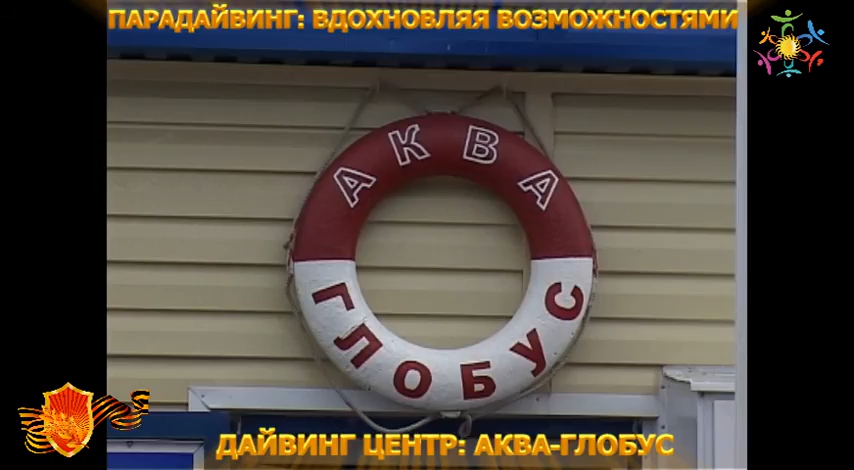 ПАРАДАЙВИНГ: ВДОХНОВЛЯЯ ВОЗМОЖНОСТЯМИ
АКВА
ГЛОБУС
ДАЙВИНГ ЦЕНТР: АКВА-ГЛОБУС